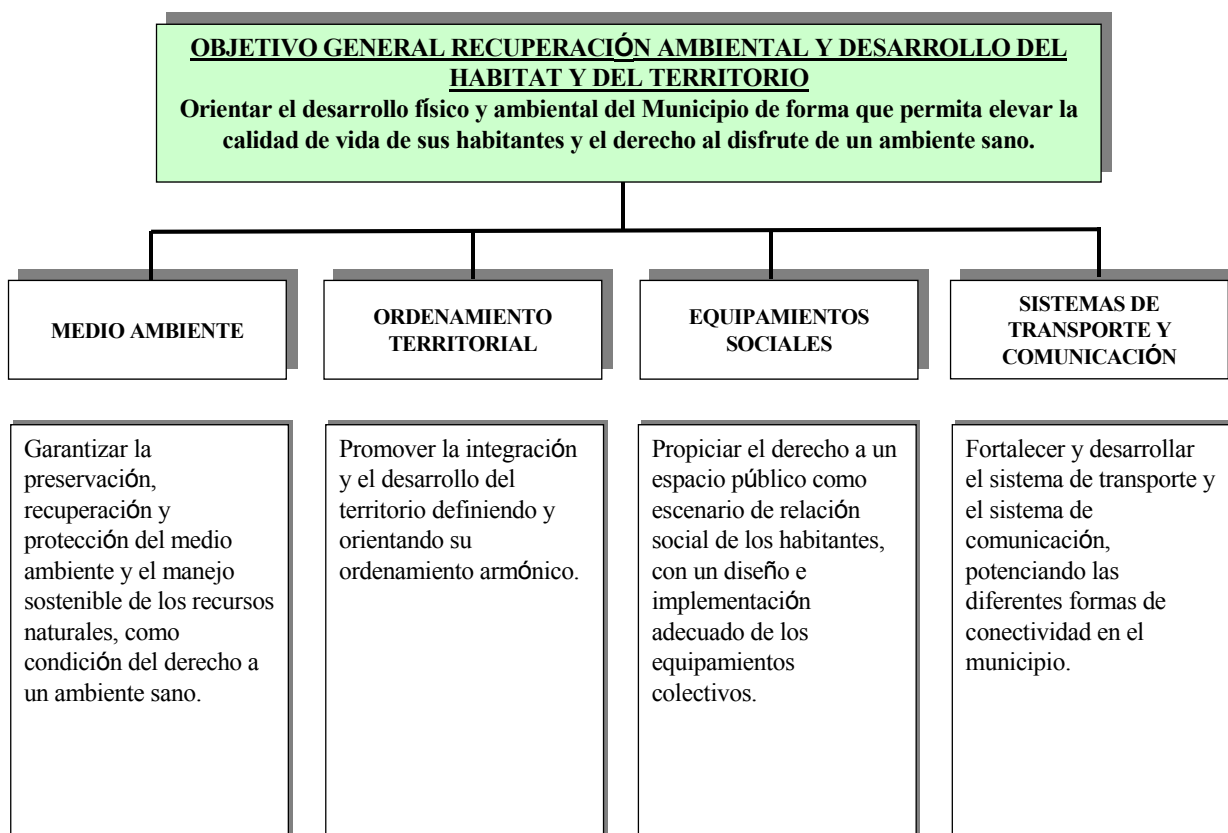 OBJETIVO GENERAL RECUPERACIÓN AMBIENTAL Y DESARROLLO DEL
HABITAT Y DEL TERRITORIO
Orientar el desarrollo físico y ambiental del Municipio de forma que permita elevar la
calidad de vida de sus habitantes y el derecho al disfrute de un ambiente sano.
MEDIO AMBIENTE
ORDENAMIENTO
TERRITORIAL
EQUIPAMIENTOS
SOCIALES
SISTEMAS DE
TRANSPORTE Y
COMUNICACIÓN
Garantizar la
preservación,
recuperación y
protección del medio
ambiente y el manejo
sostenible de los recursos
naturales, como
condición del derecho a
un ambiente sano.
Promover la integración
y el desarrollo del
territorio definiendo y
orientando su
ordenamiento armónico.
Propiciar el derecho a un
espacio público como
escenario de relación
social de los habitantes,
con un diseño e
implementación
adecuado de los
equipamientos
colectivos.
Fortalecer y desarrollar
el sistema de transporte y
el sistema de
comunicación,
potenciando las
diferentes formas de
conectividad en el
municipio.